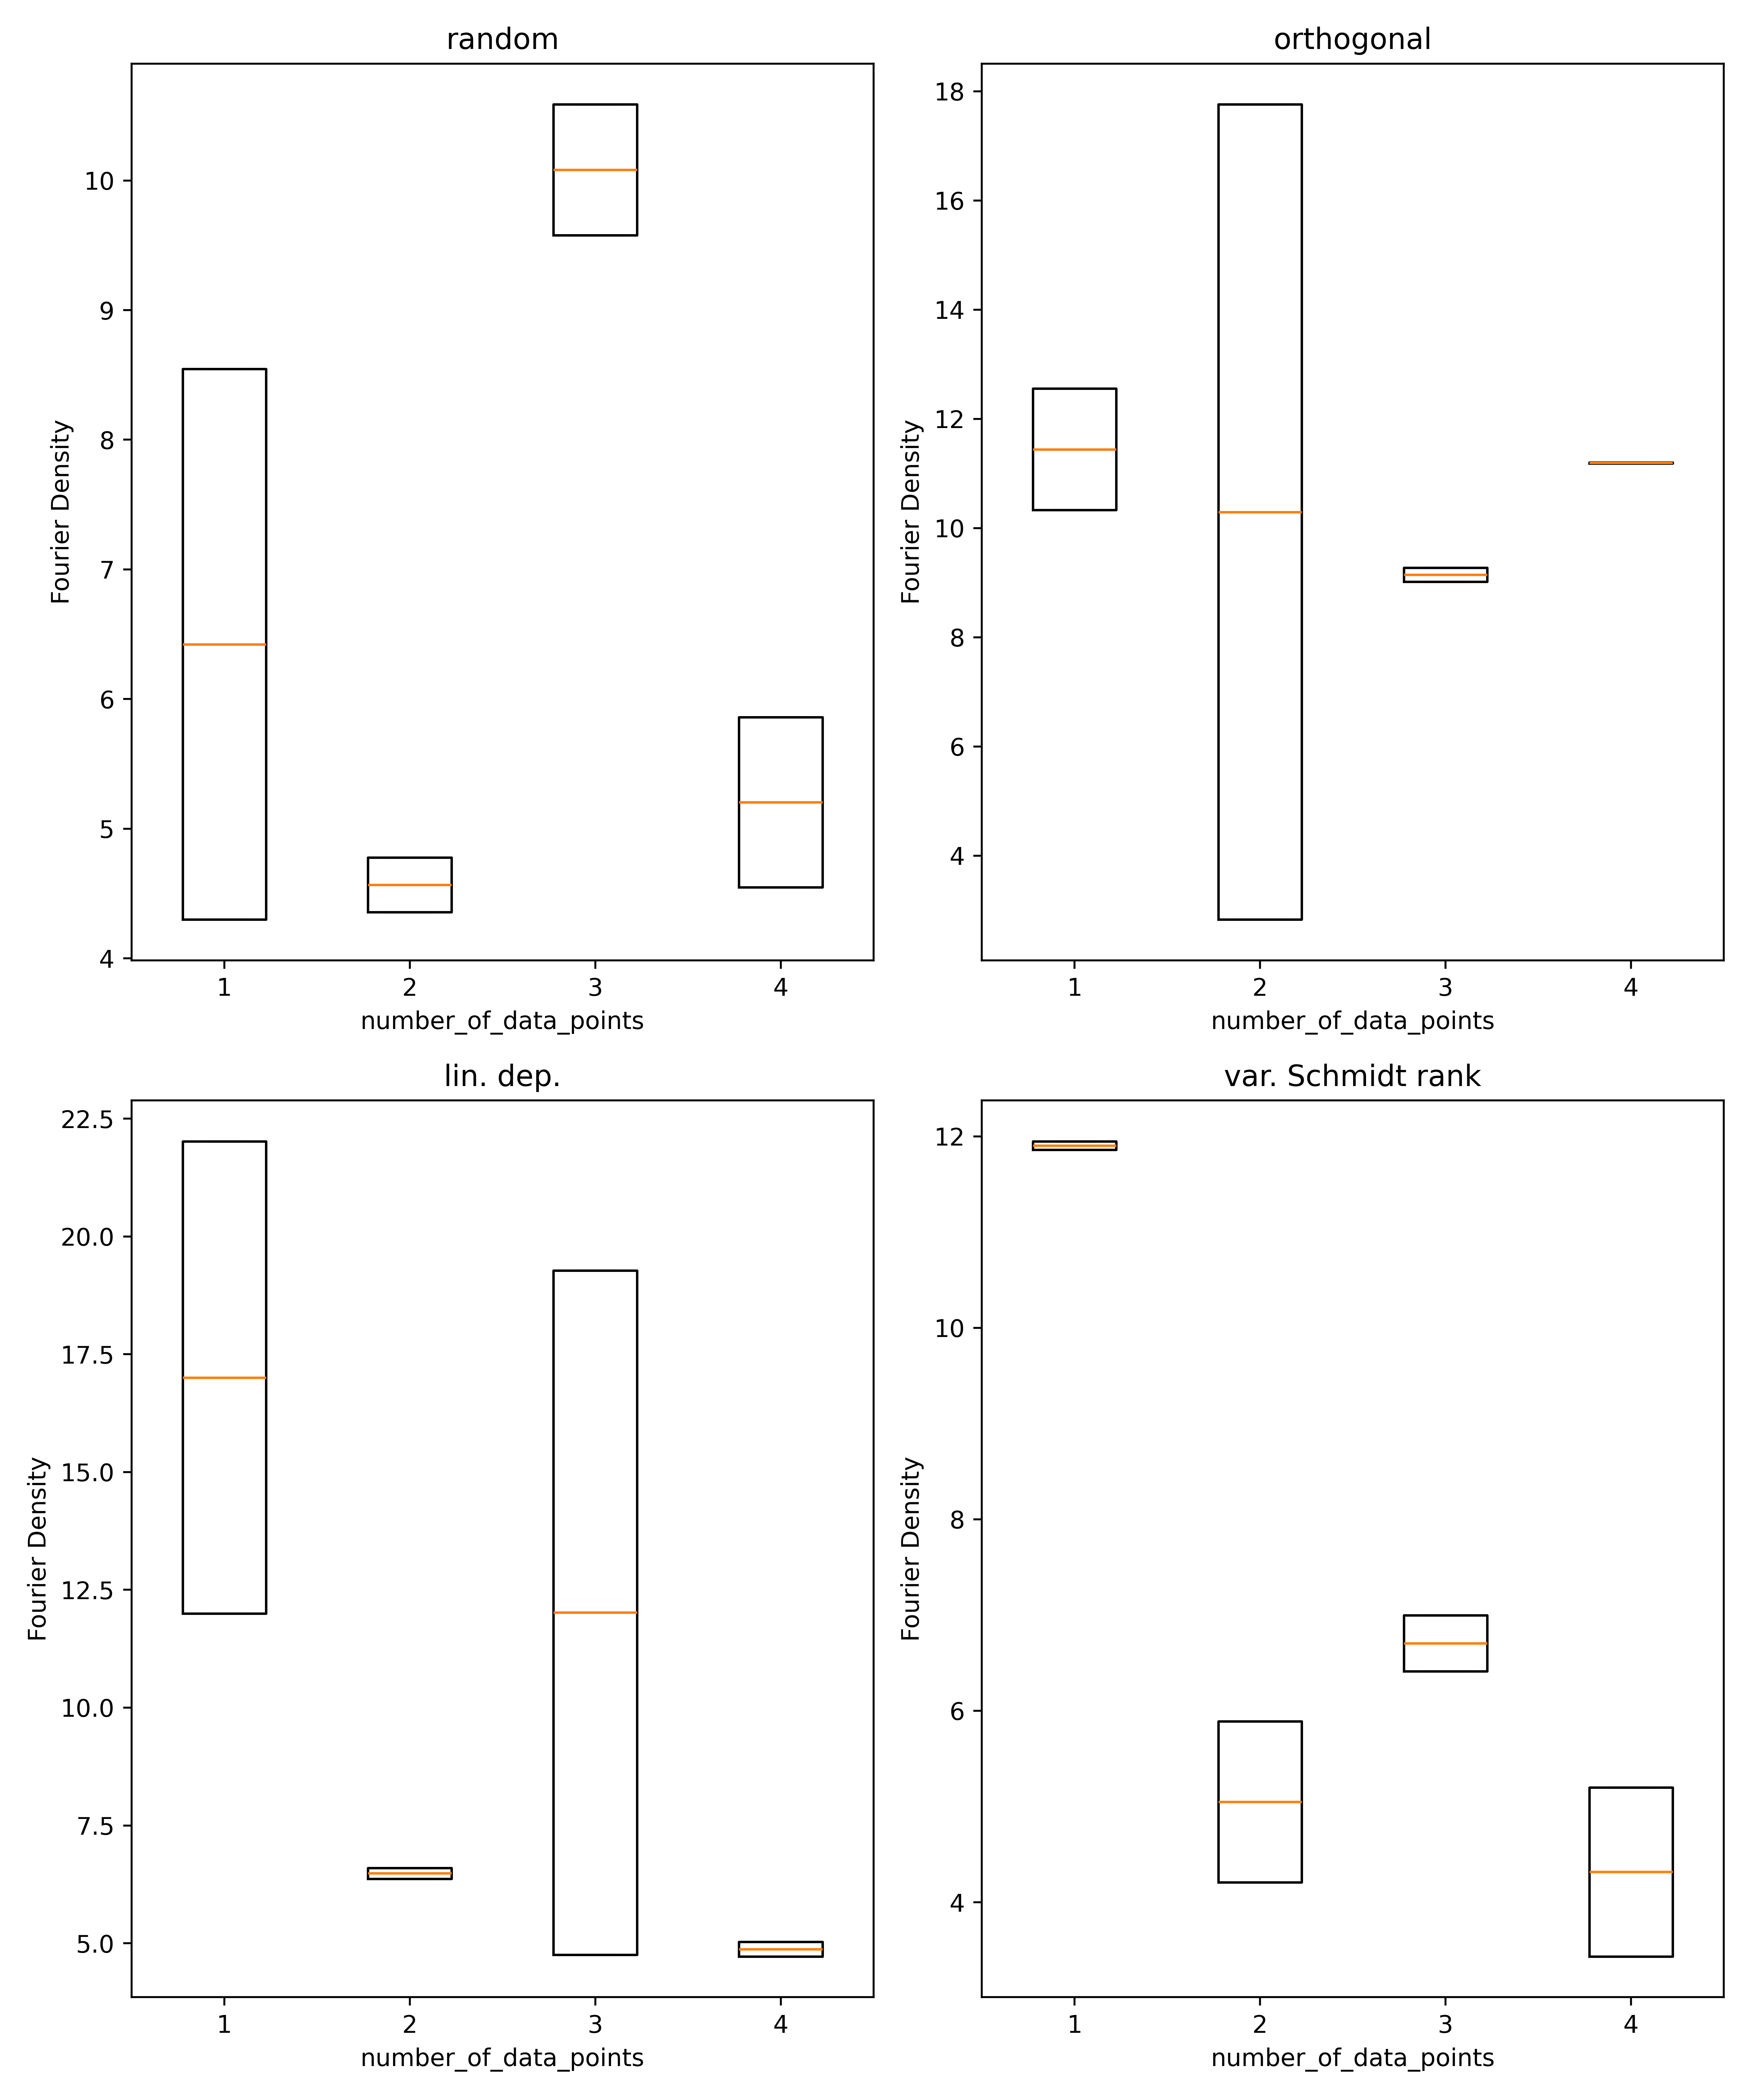 random
10
9
8
7
6
5
4
Fourier Density
1 2 3 4
number_of_data_points
orthogonal
18
16
14
12
10
8
6
4
Fourier Density
1 2 3 4
number_of_data_points
lin. dep.
22.5
20.0
17.5
15.0
12.5
10.0
7.5
5.0
Fourier Density
1 2 3 4
number_of_data_points
var. Schmidt rank
12
10
8
6
4
Fourier Density
1 2 3 4
number_of_data_points